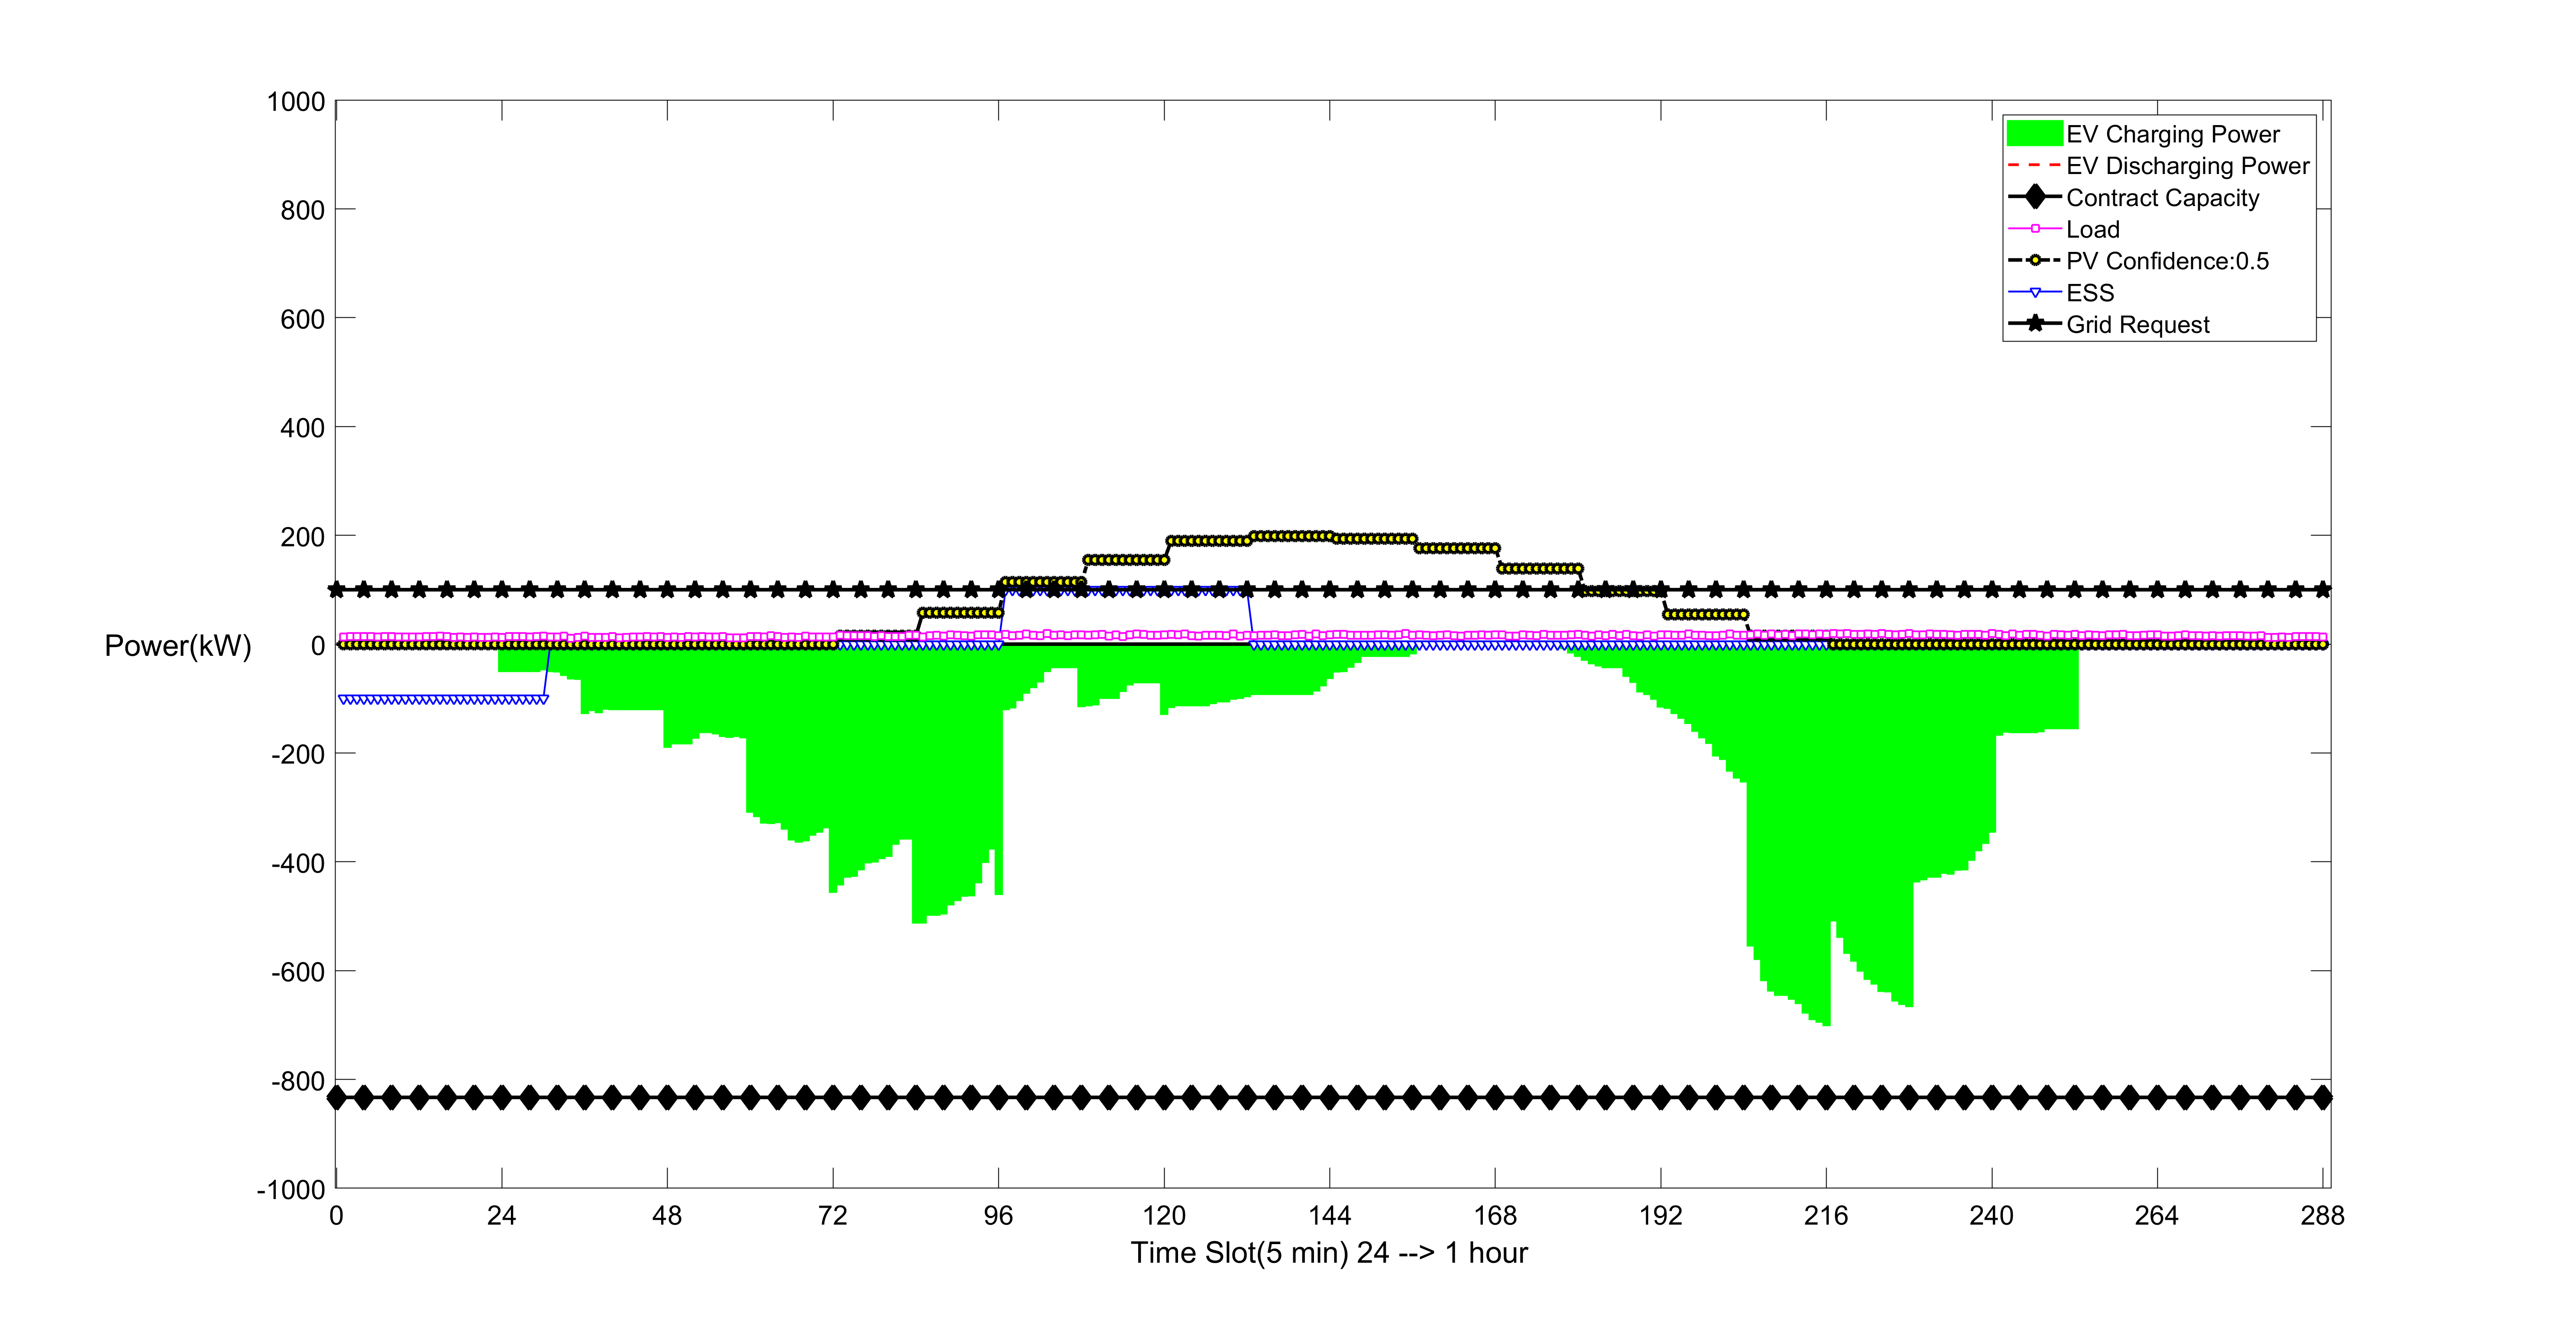 1000
800
600
400
200
0
-200
-400
-600
-800
-1000
Power(kW)
EV Charging Power
EV Discharging Power
Contract Capacity
Load
PV Confidence:0.5
ESS
Grid Request
0 24 48 72 96 120 144 168 192 216 240 264 288
Time Slot(5 min) 24 --> 1 hour